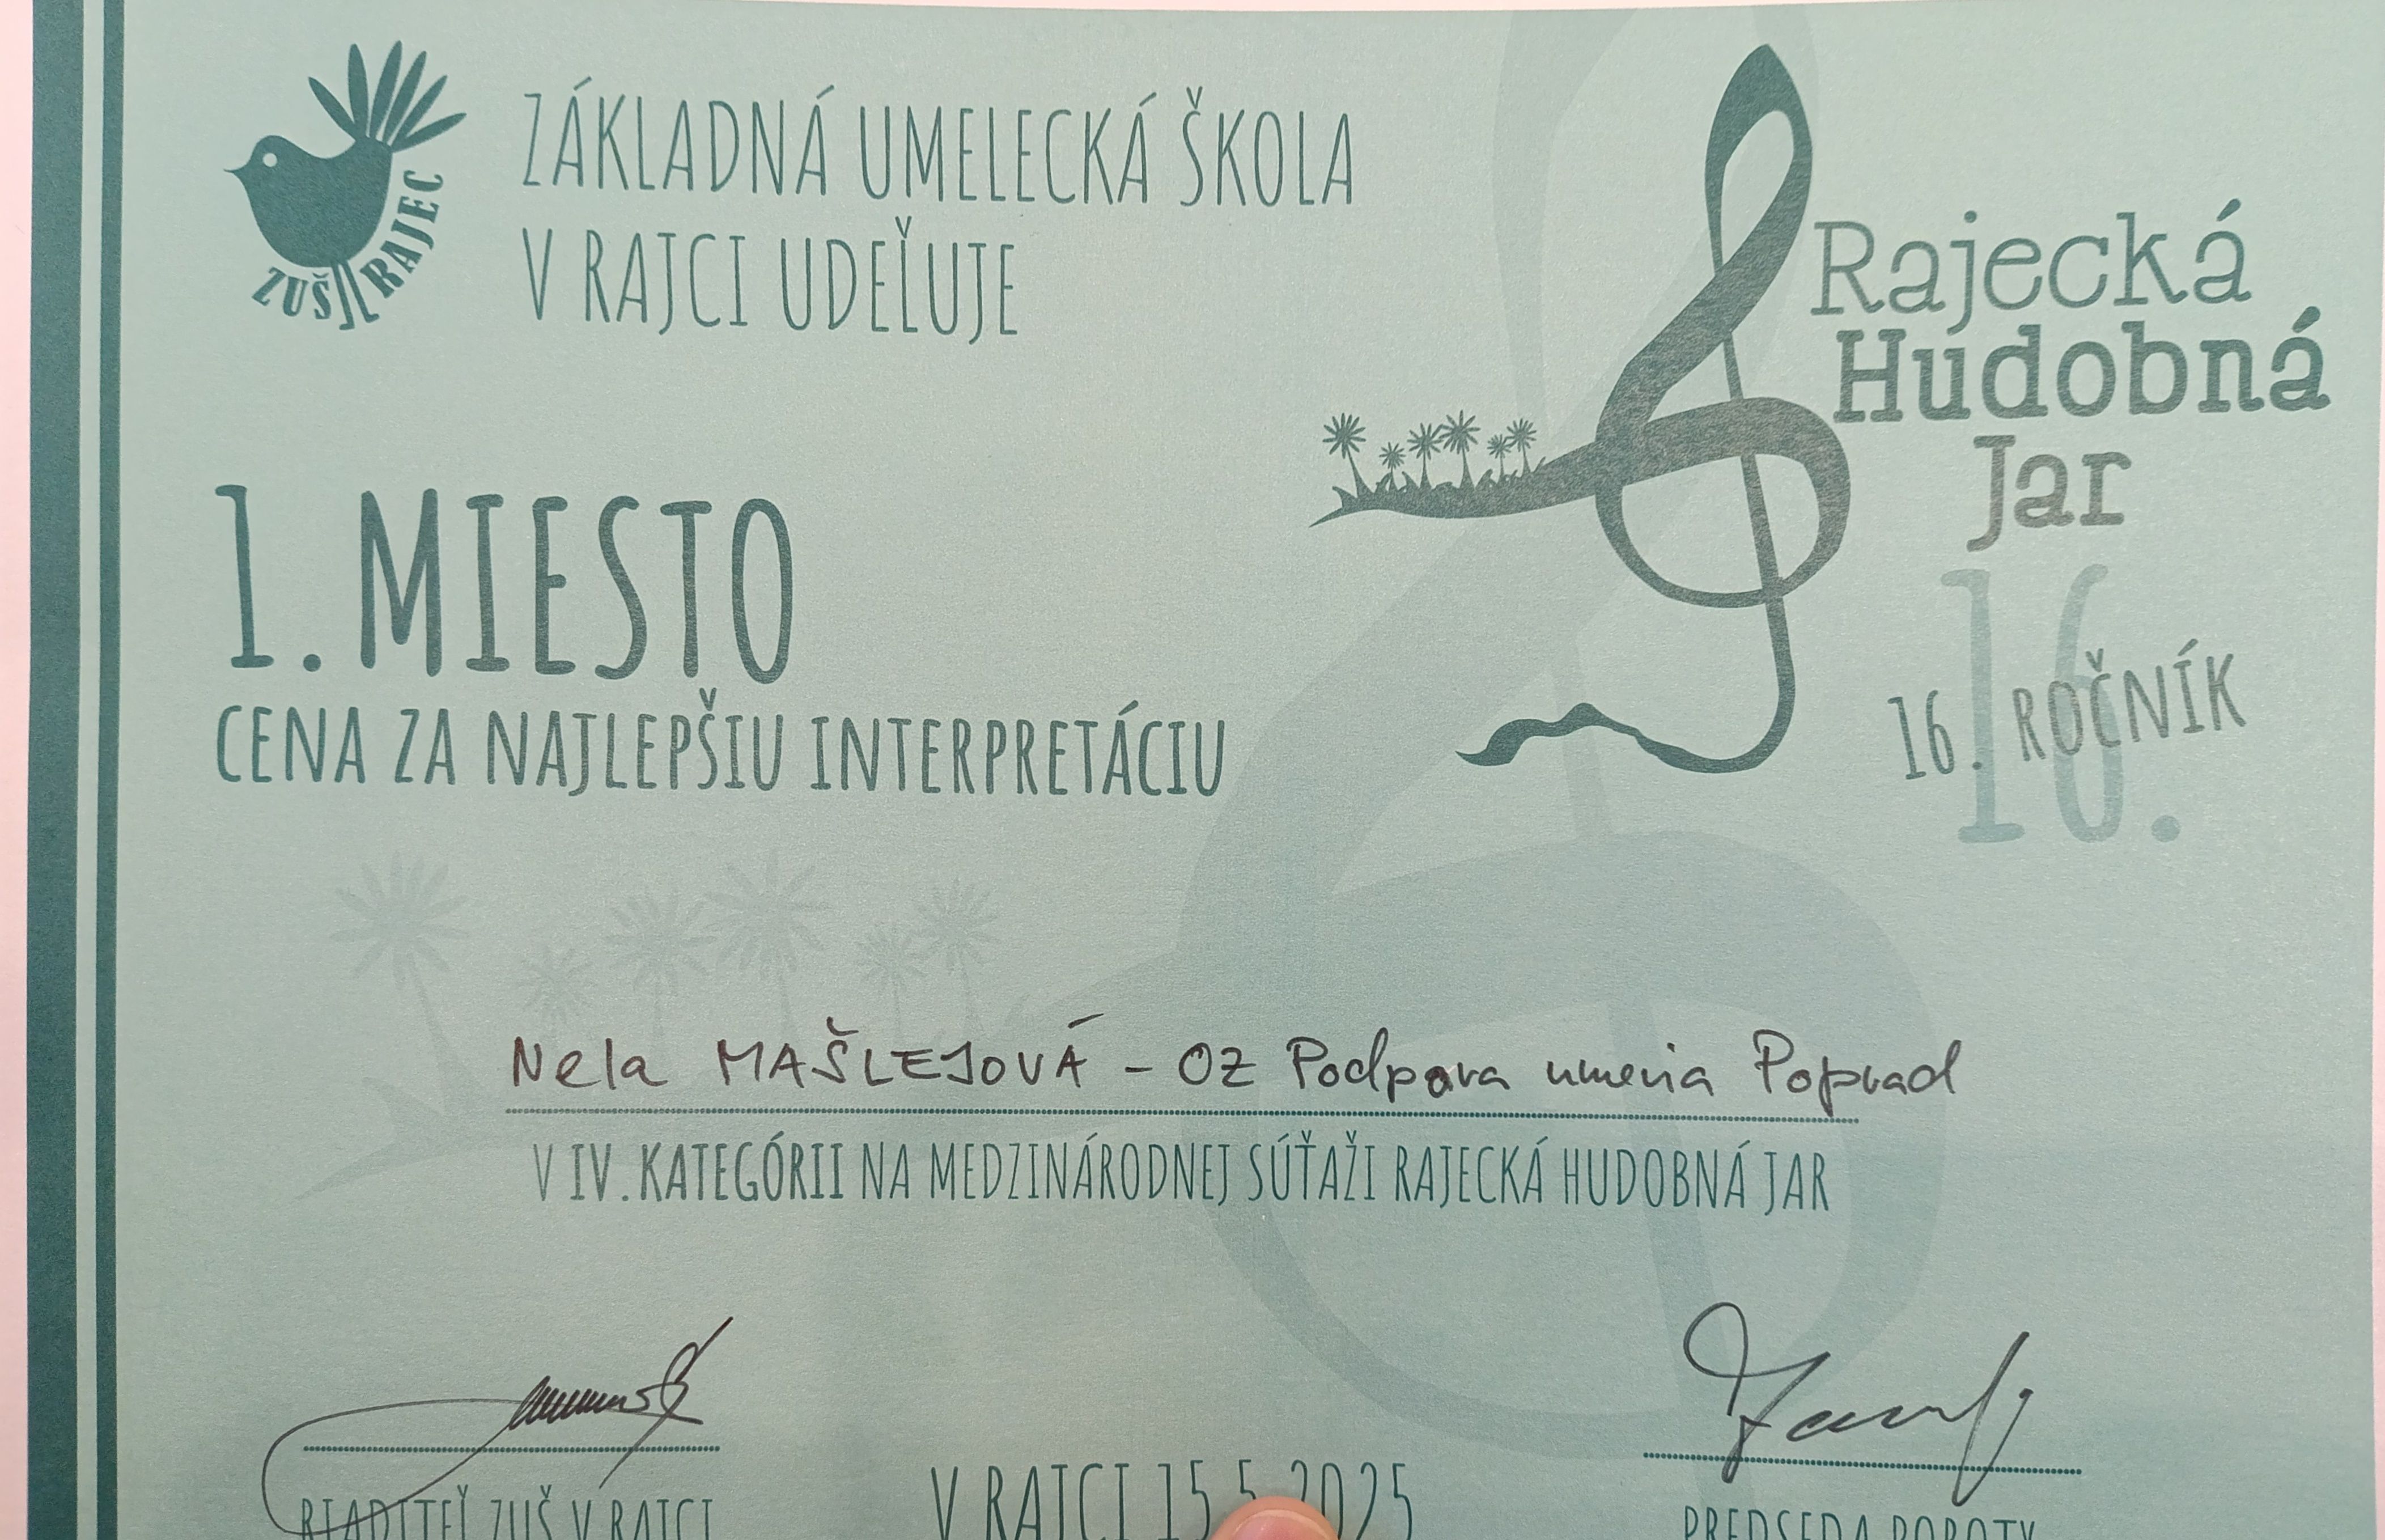 ZUŠ RAJEC
ZÁKLADNÁ UMELECKÁ ŠKOLA
V RAJCI UDEĽUJE
Rajecká
Hudobná
Jar
16.
16. ROČNÍK
1. MIESTO
CENA ZA NAJLEPŠIU INTERPRETÁCIU
Nela MAŠLEJOVÁ - OZ Podpora umenia Poprad
V IV. KATEGÓRII NA MEDZINÁRODNEJ SÚŤAŽI RAJECKÁ HUDOBNÁ JAR
RIADITEĽ ZUŠ V RAJCI
V RAJCI 15.5.2025
PREDSEDA POROTY